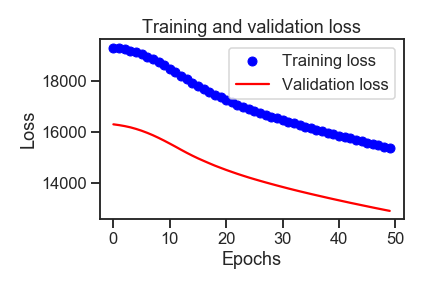 Training and validation loss
Training loss
Validation loss
18000
16000
14000
Loss
0 10 20 30 40 50
Epochs